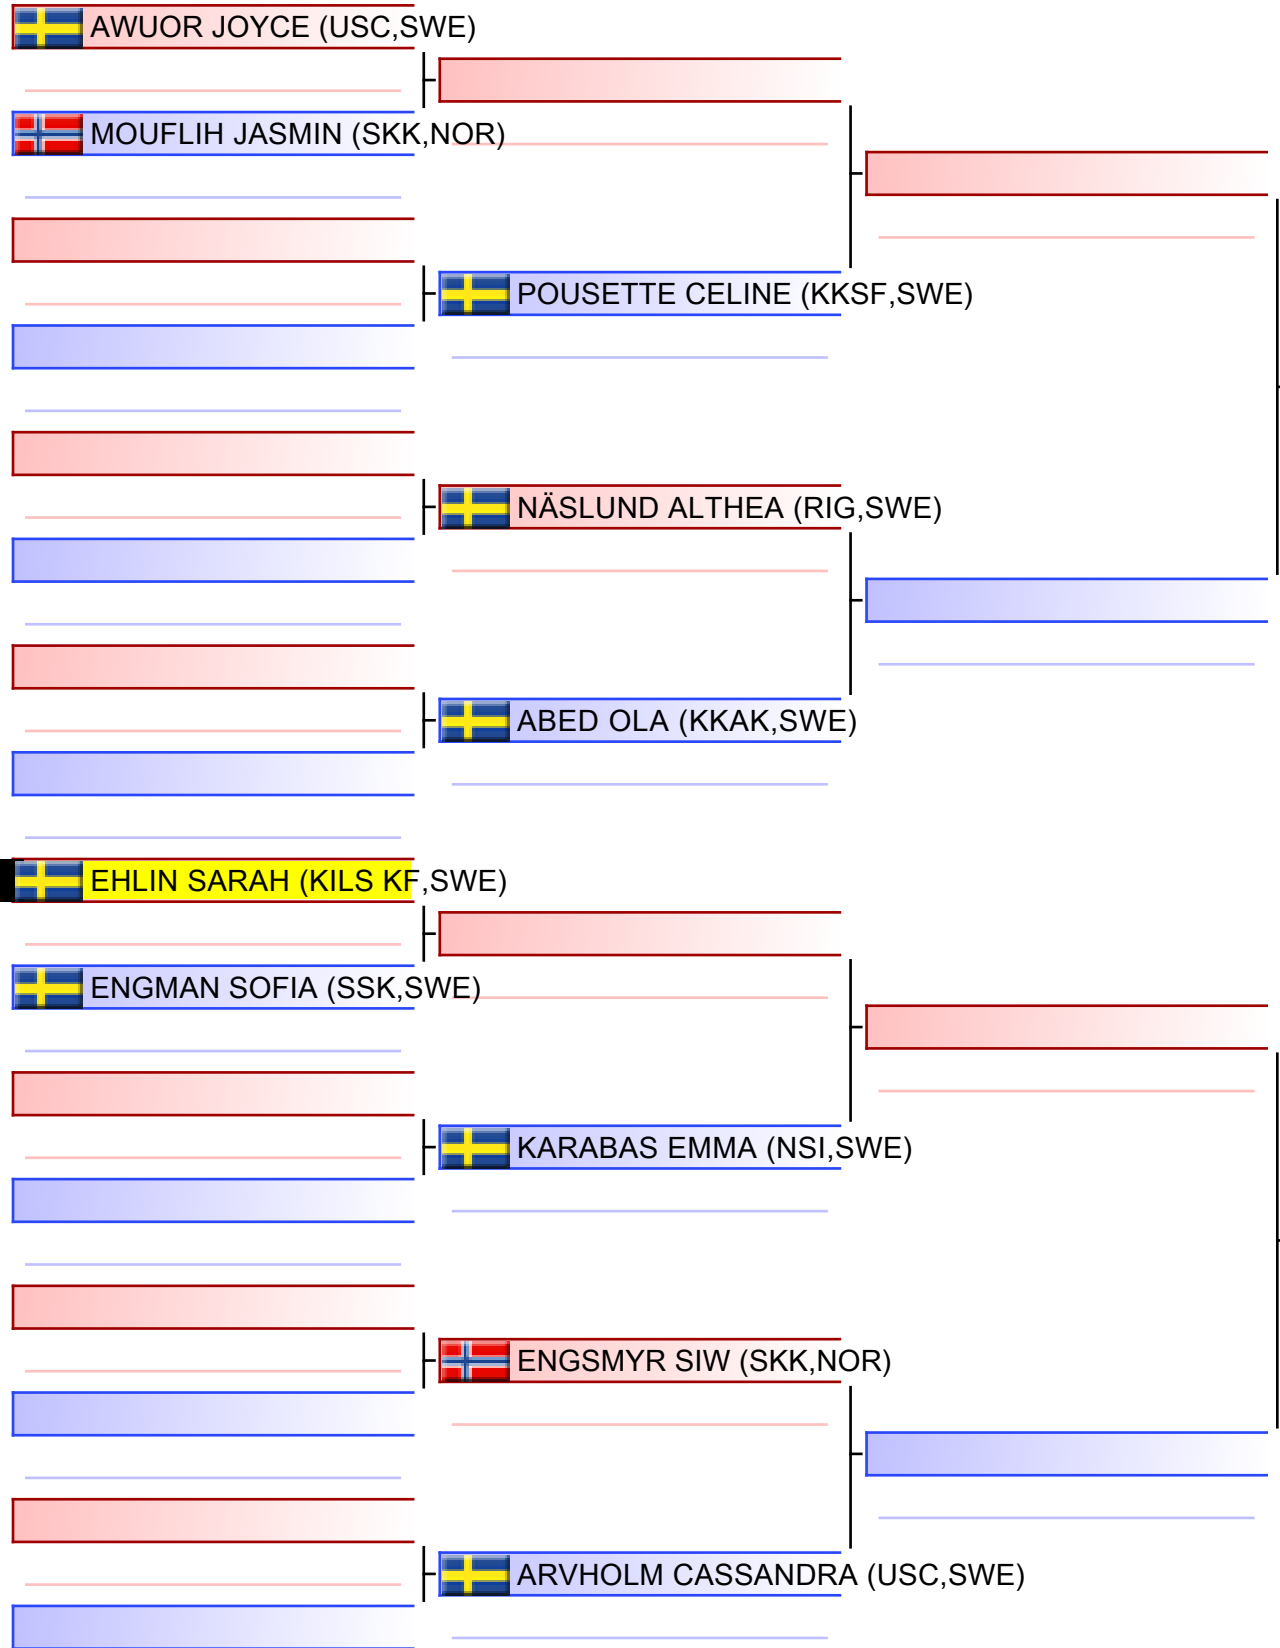 AWUOR JOYCE (USC,SWE)
MOUFLIH JASMIN (SKK,NOR)
POUSETTE CELINE (KKSF,SWE)
NÄSLUND ALTHEA (RIG,SWE)
ABED OLA (KKAK,SWE)
EHLIN SARAH (KILS KF,SWE)
ENGMAN SOFIA (SSK,SWE)
KARABAS EMMA (NSI,SWE)
ENGSMYR SIW (SKK,NOR)
ARVHOLM CASSANDRA (USC,SWE)